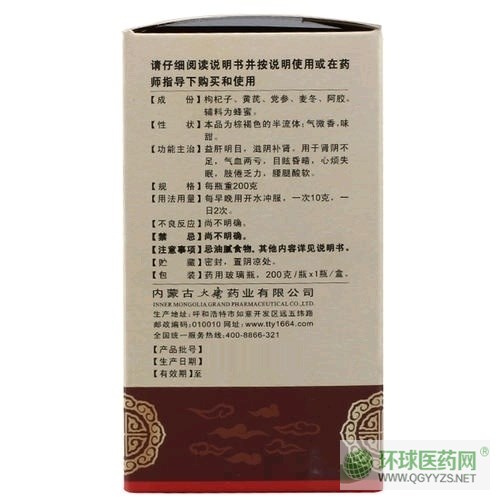 请仔细阅读说明书并按说明使用或在药
师指导下购买和使用
【成　份】枸杞子、黄芪、党参、麦冬、阿胶。
辅料为蜂蜜。
【性　状】本品为棕褐色的半流体：气微香，味
甜。
【功能主治】益肝明目，滋阴补肾。用于肾阴不
足，气血两亏，目眩昏暗，心烦失
眠，肢倦乏力，腰腿酸软。
【规　格】每瓶重200克
【用法用量】每早晚用开水冲服，一次10克，一
日2次。
【不良反应】尚不明确。
【禁　忌】尚不明确。
【注意事项】忌油腻食物。其他内容详见说明书。
【贮　藏】密封，置阴凉处。
【包　装】药用玻璃瓶，200克/瓶×1瓶/盒。
内蒙古大唐药业有限公司
INNER MONGOLIA GRAND PHARMACEUTICAL CO.,LTD.
生产地址：呼和浩特市如意开发区远五纬路
邮政编码：010010 网址：www.tty1664.com
全国统一服务热线：400-8866-321
【产品批号】
【生产日期】
【有效期】至
环球医药网®
WWW.QGYYZS.NET